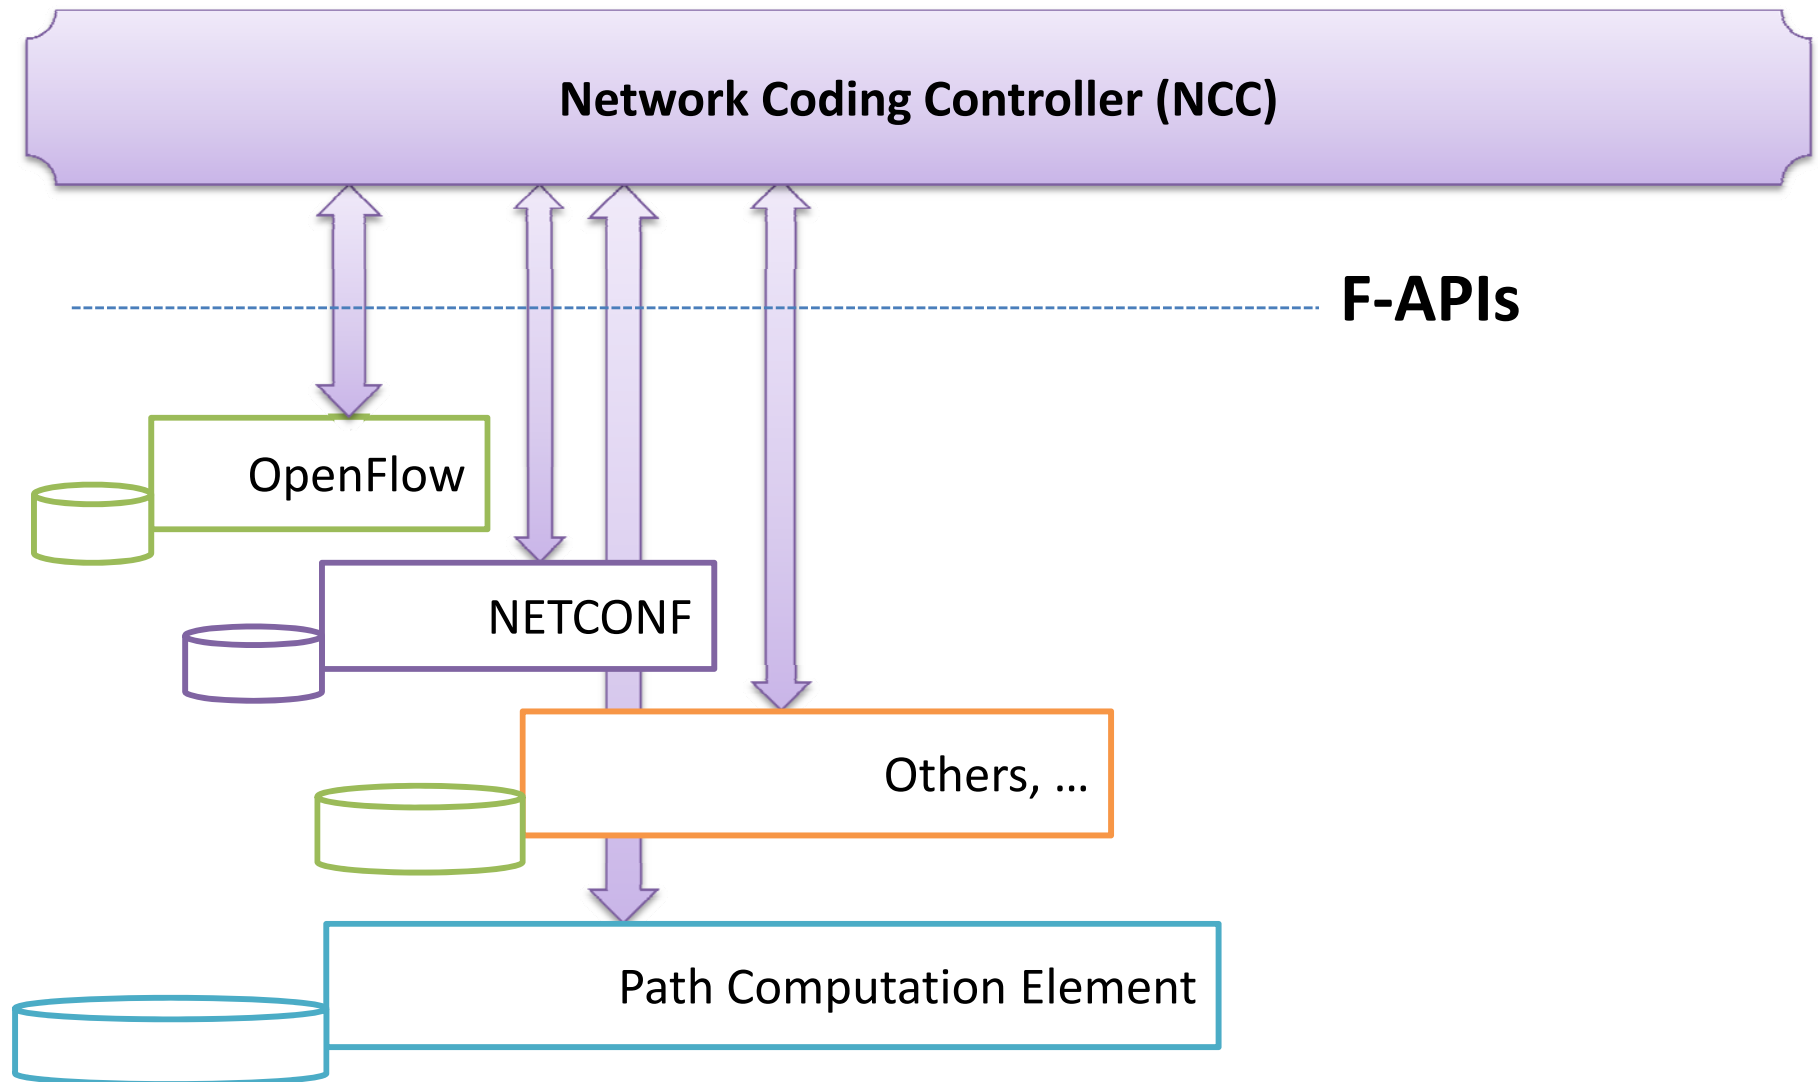 Network Coding Controller (NCC)
F-APIs
OpenFlow
NETCONF
Others, ...
Path Computation Element